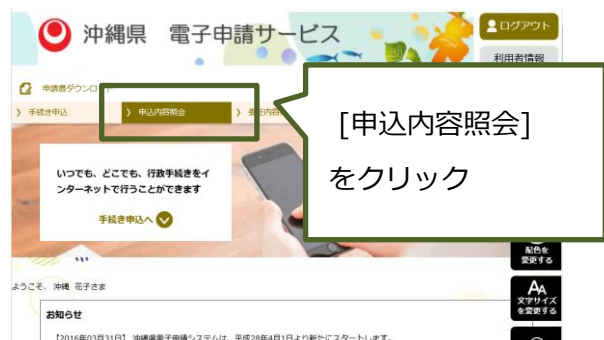 沖縄県 電子申請サービス
ログアウト
利用者情報
申請書ダウンロ
手続き申込
申込内容照会
[申込内容照会]
をクリック
いつでも、どこでも、行政手続きをイ
ンターネットで行うことができます
手続き申込へ
配色を
変更する
AA
文字サイズ
を変更する
ようこそ、沖縄 花子さま
お知らせ
【2016年03月31日】 沖縄県電子申請システムは、平成28年4月1日より新たにスタートします。